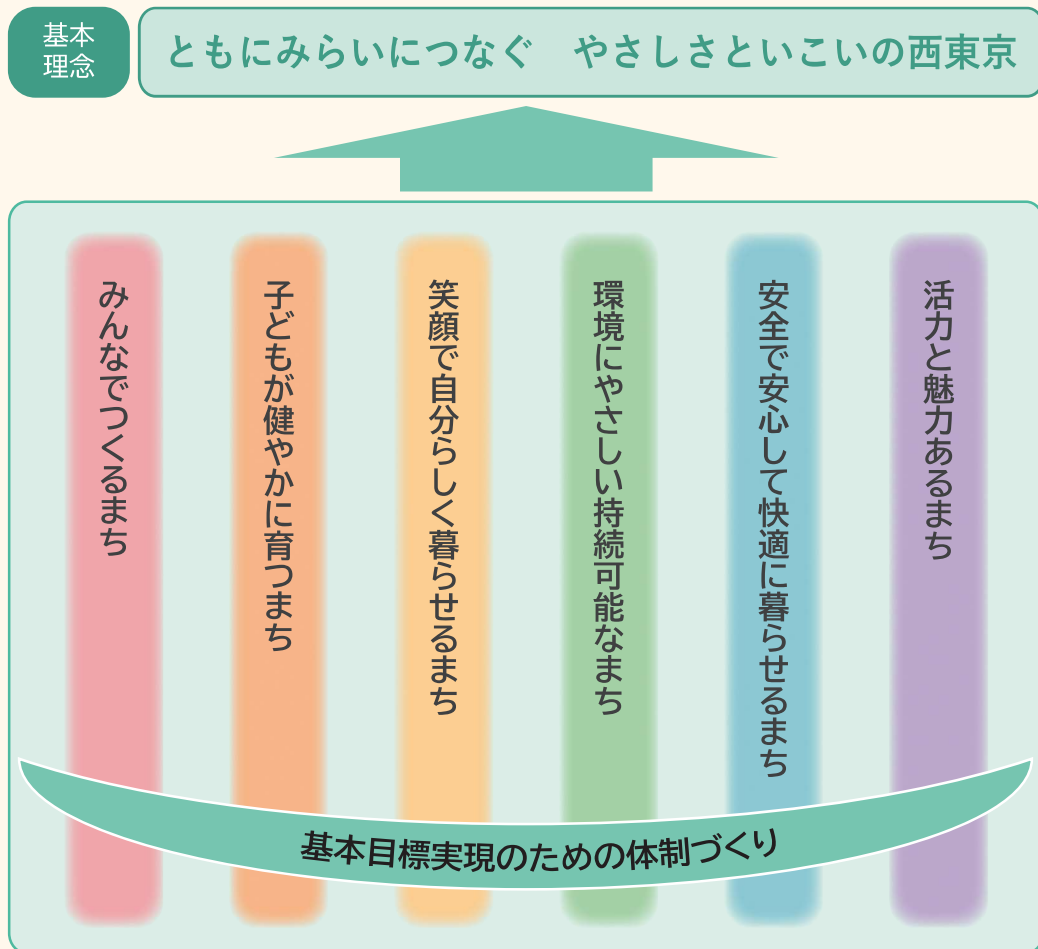 基本
理念
ともにみらいにつなぐ　やさしさといこいの西東京
みんなでつくるまち
子どもが健やかに育つまち
笑顔で自分らしく暮らせるまち
環境にやさしい持続可能なまち
安全で安心して快適に暮らせるまち
活力と魅力あるまち
基本目標実現のための体制づくり